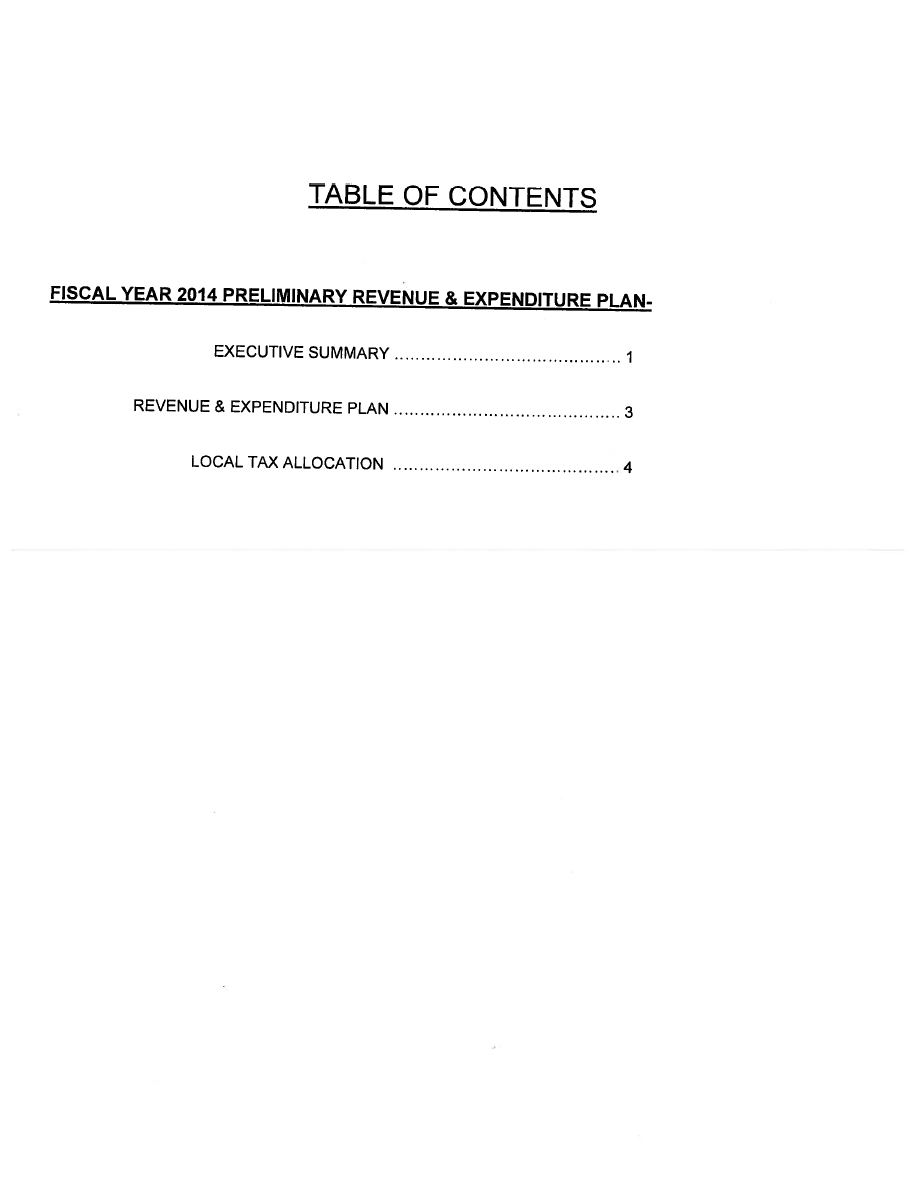 TABLE OF CONTENTS
FISCAL YEAR 2014 PRELIMINARY REVENUE & EXPENDITURE PLAN-
EXECUTIVE SUMMARY ........................................... 1
REVENUE & EXPENDITURE PLAN ........................................... 3
LOCAL TAX ALLOCATION ........................................... 4